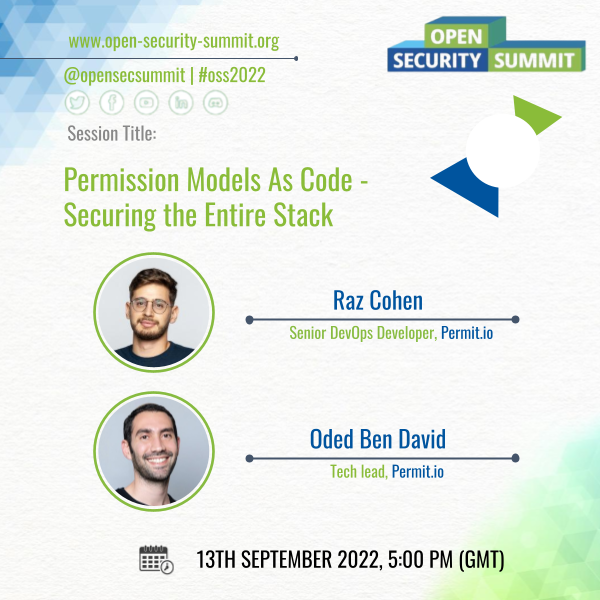 www.open-security-summit.org
@opensecsummit | #oss2022
OPEN
SECURITY SUMMIT
Session Title:
Permission Models As Code -
Securing the Entire Stack
Raz Cohen
Senior DevOps Developer, Permit.io
Oded Ben David
Tech lead, Permit.io
13TH SEPTEMBER 2022, 5:00 PM (GMT)